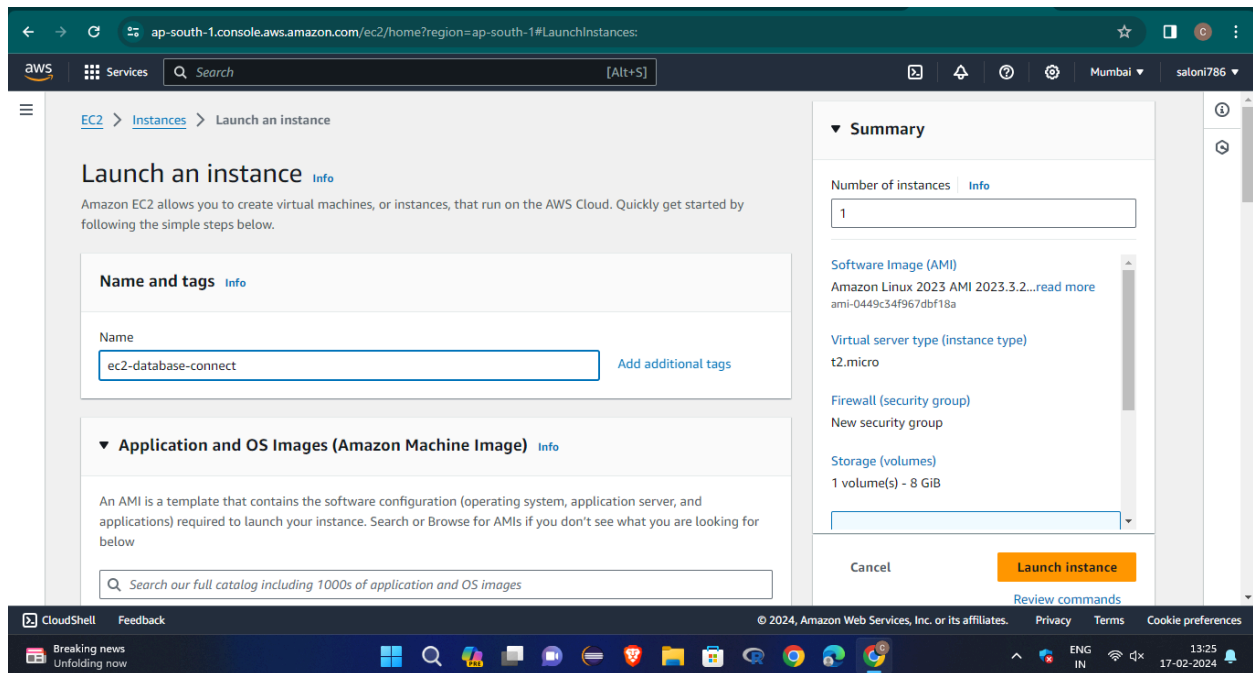 ap-south-1.console.aws.amazon.com/ec2/home?region=ap-south-1#LaunchInstances:
C
aws
Services
Search
[Alt+S]
Mumbai
saloni786
EC2 > Instances > Launch an instance
Launch an instance Info
Amazon EC2 allows you to create virtual machines, or instances, that run on the AWS Cloud. Quickly get started by
following the simple steps below.
Name and tags Info
Name
ec2-database-connect
Add additional tags
Application and OS Images (Amazon Machine Image) Info
An AMI is a template that contains the software configuration (operating system, application server, and
applications) required to launch your instance. Search or Browse for AMIs if you don't see what you are looking for
below
Search our full catalog including 1000s of application and OS images
Summary
Number of instances Info
1
Software Image (AMI)
Amazon Linux 2023 AMI 2023.3.2...read more
ami-0449c34f967dbf18a
Virtual server type (instance type)
t2.micro
Firewall (security group)
New security group
Storage (volumes)
1 volume(s) - 8 GiB
Cancel
Launch instance
Review commands
CloudShell
Feedback
© 2024, Amazon Web Services, Inc. or its affiliates.
Privacy
Terms
Cookie preferences
Breaking news
Unfolding now
PRE
C
ENG
IN
13:25
17-02-2024